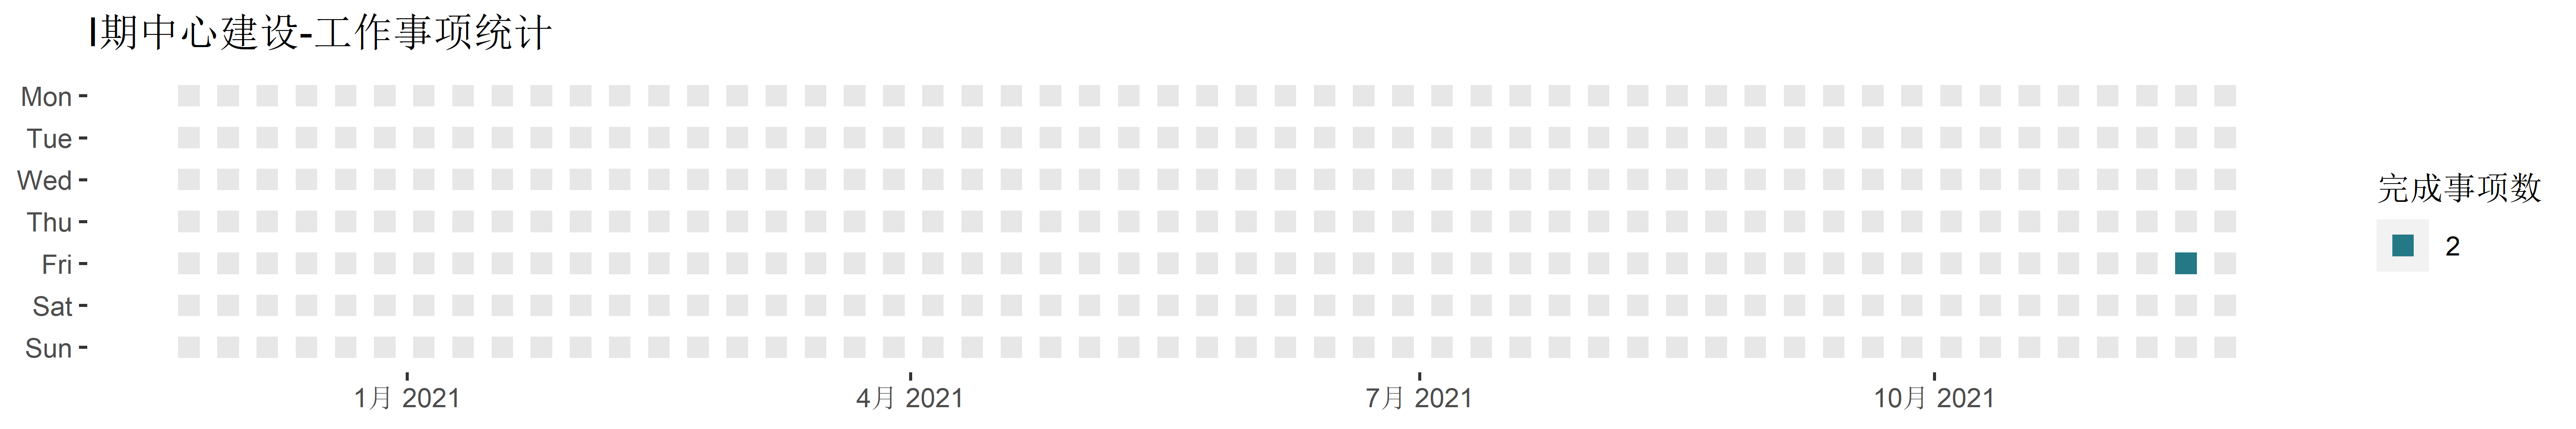 I期中心建设-工作事项统计
Mon
Tue
Wed
Thu
Fri
Sat
Sun
1月 2021
4月 2021
7月 2021
10月 2021
完成事项数
2